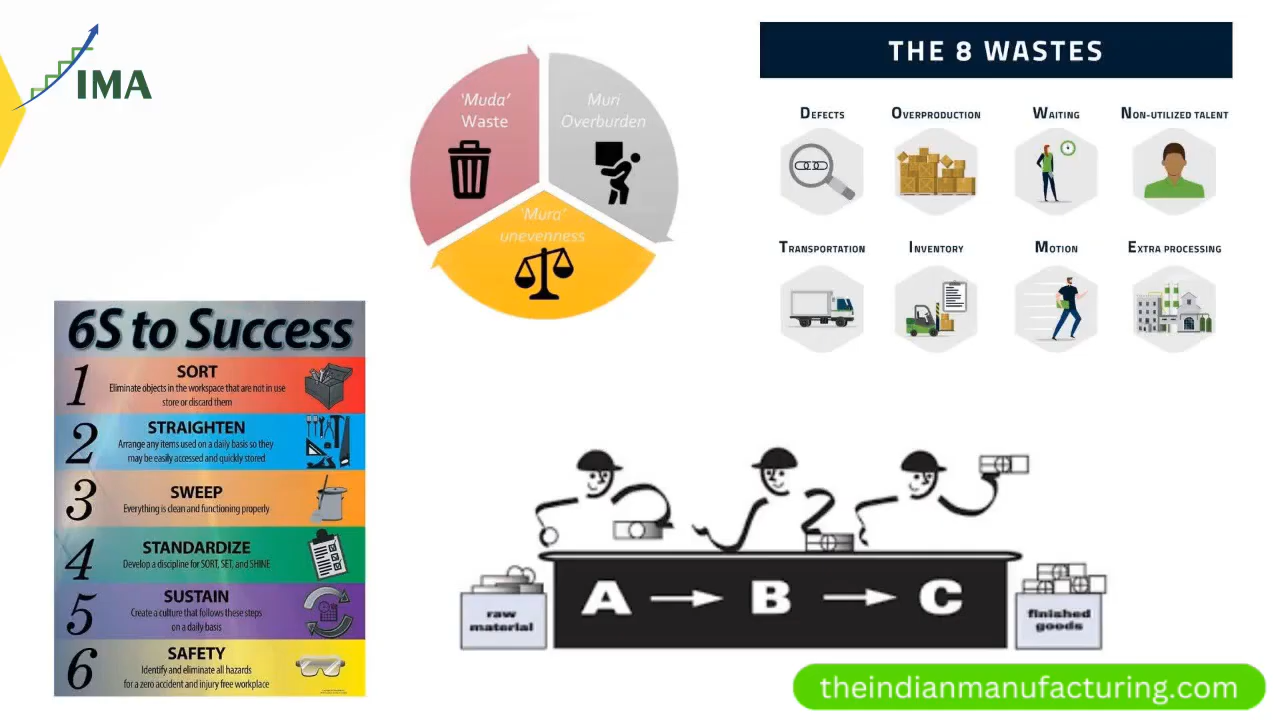 IMA
'Muda'
Waste
Muri
Overburden
'Mura'
unevenness
THE 8 WASTES
DEFECTS
OVERPRODUCTION
WAITING
NON-UTILIZED TALENT
TRANSPORTATION
INVENTORY
MOTION
EXTRA PROCESSING
6S to Success
1
SORT
Eliminate objects in the workspace that are not in use
store or discard them
2
STRAIGHTEN
Arrange any items used on a daily basis so they
may be easily accessed and quickly stored
3
SWEEP
Everything is clean and functioning properly
4
STANDARDIZE
Develop a discipline for SORT, SET, and SHINE
5
SUSTAIN
Create a culture that follows these steps
on a daily basis
6
SAFETY
Identify and eliminate all hazards
for a zero accident and injury free workplace
raw
material
A → B → C
finished
goods
theindianmanufacturing.com